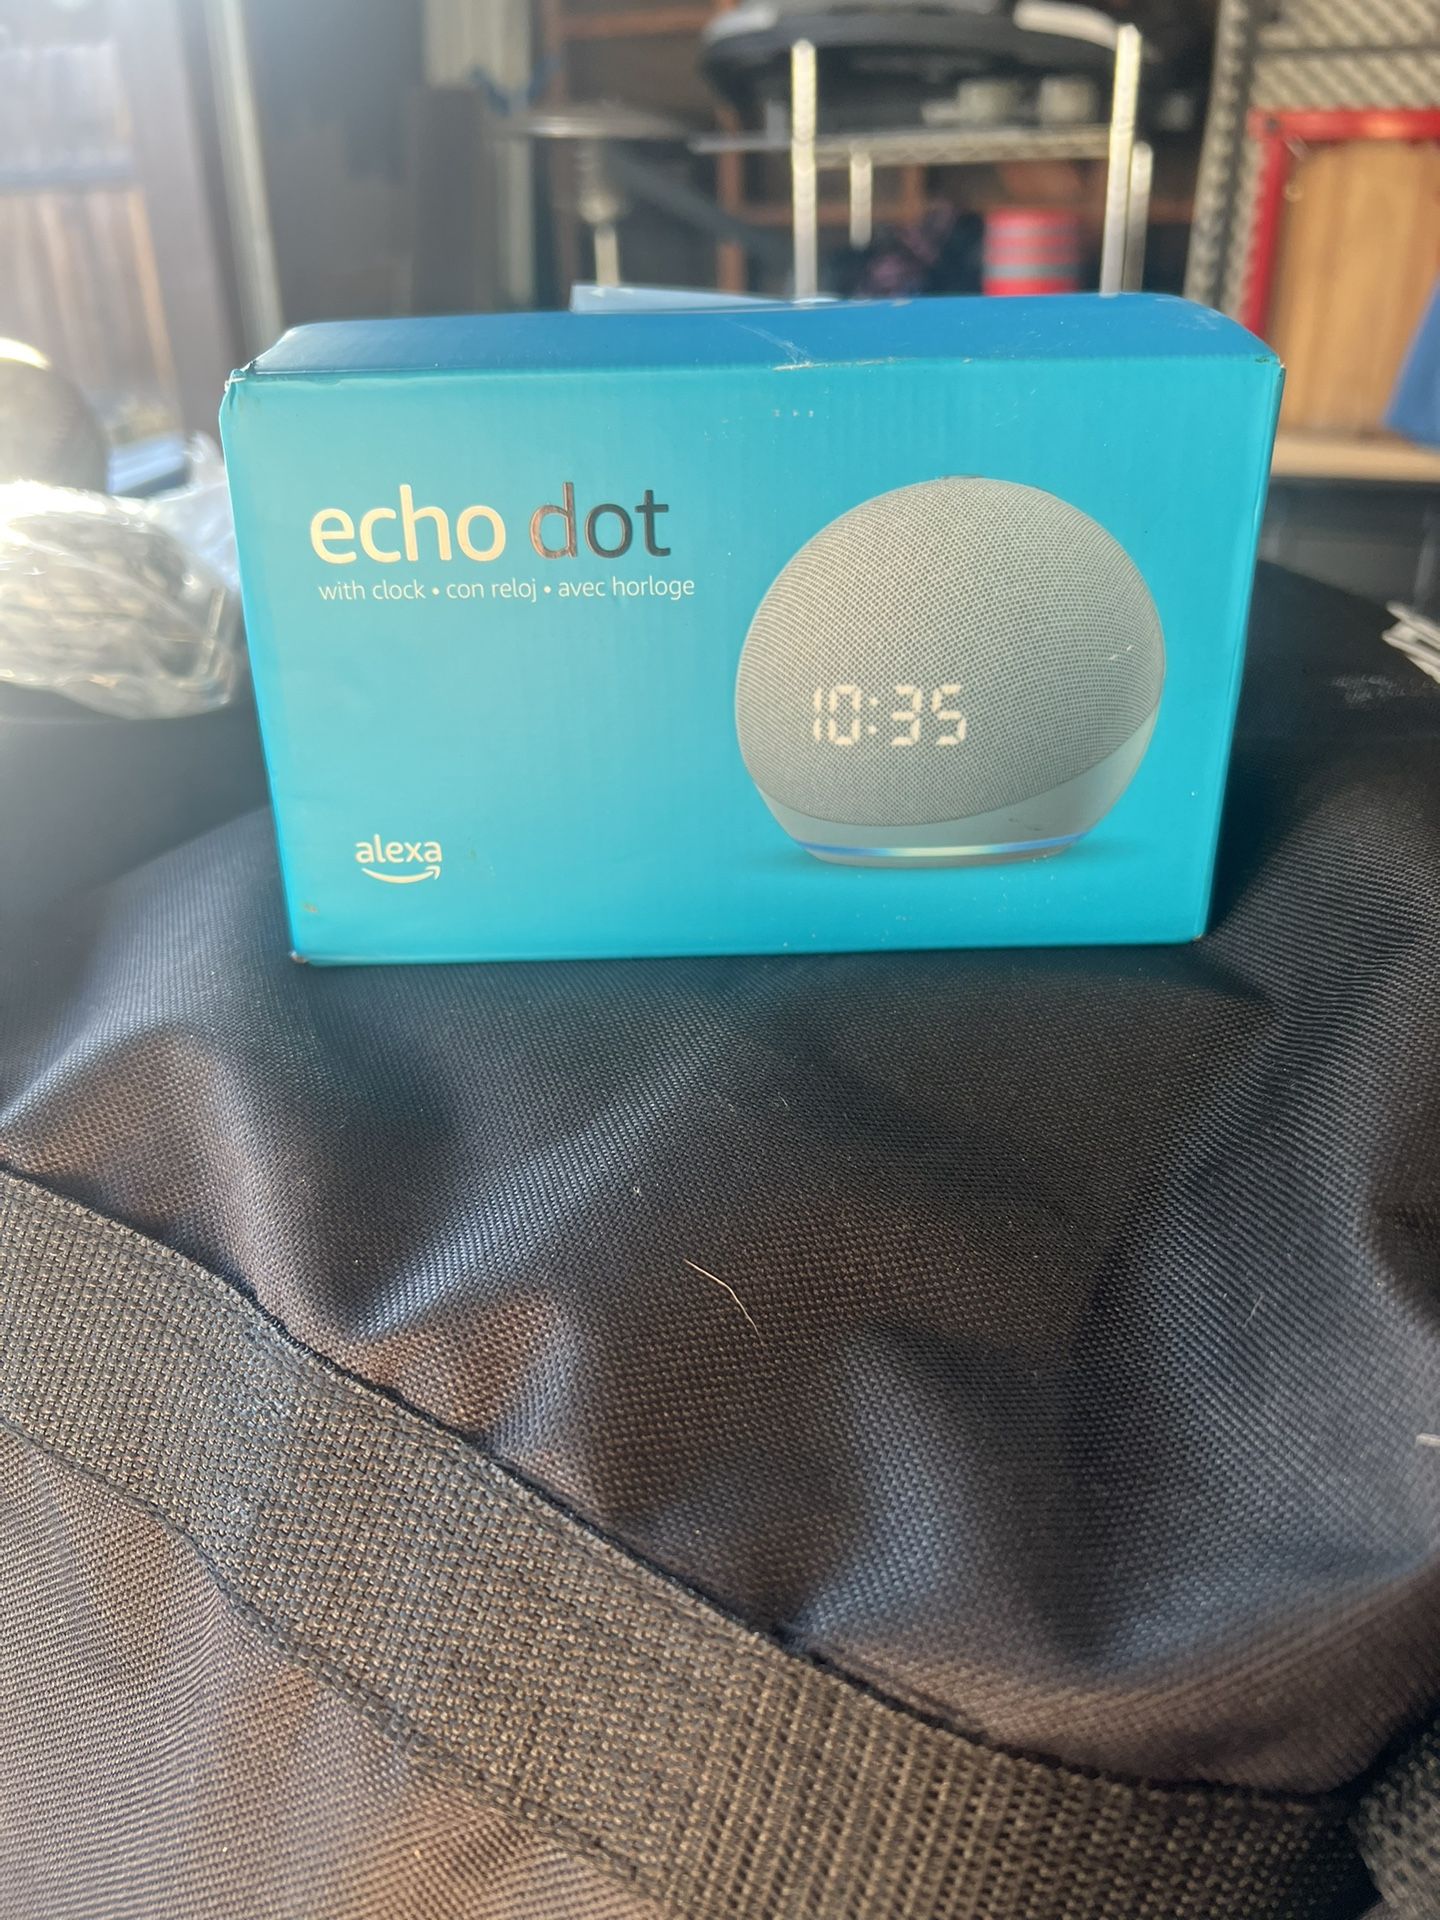 echo dot
with clock • con reloj • avec horloge
10:35
alexa